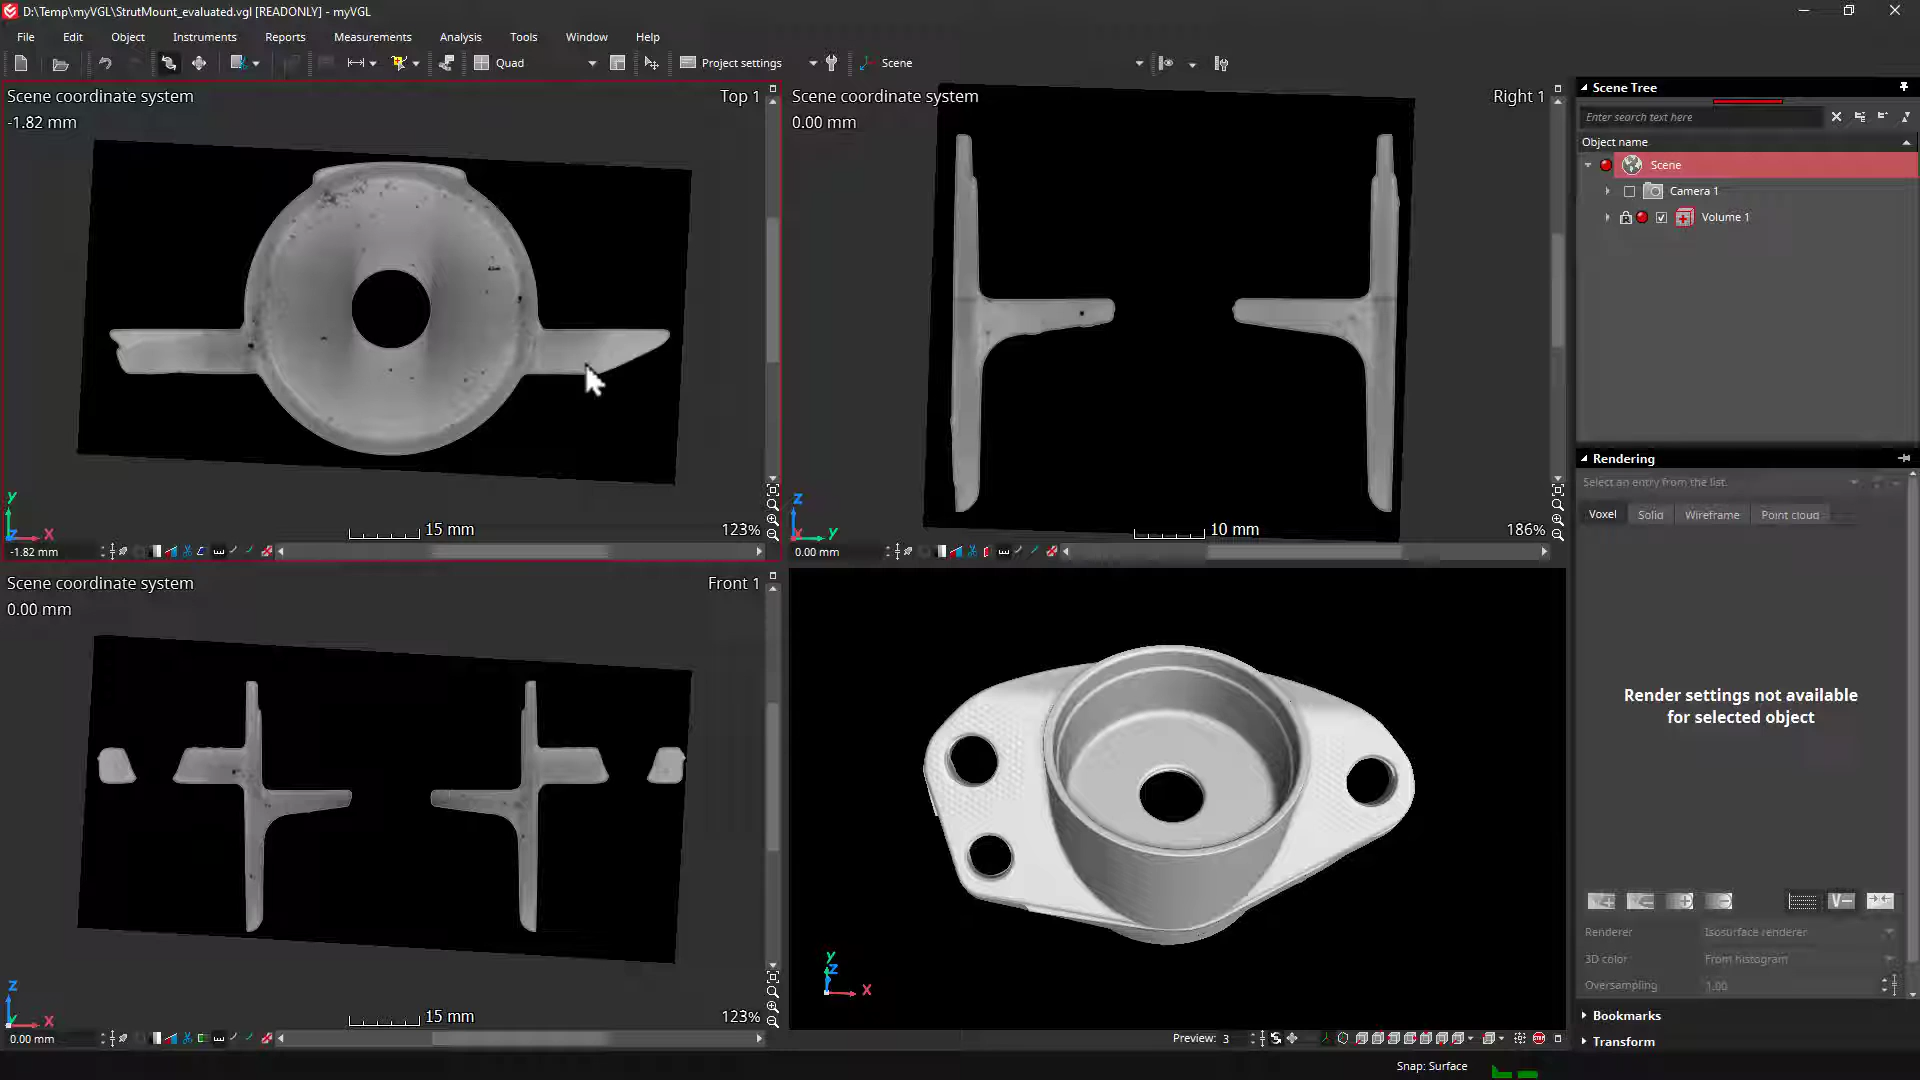 D:\Temp\myVGL\StrutMount_evaluated.vgl [READONLY] - myVGL
File Edit Object Instruments Reports Measurements Analysis Tools Window Help
Quad Project settings Scene
Scene coordinate system Top 1
-1.82 mm
y
z x
15 mm 123%
-1.82 mm
Scene coordinate system Right 1
0.00 mm
z
x y
10 mm 186%
0.00 mm
Scene coordinate system Front 1
0.00 mm
z
y x
15 mm 123%
0.00 mm
y
z
x
Preview: 3
Scene Tree
Enter search text here
Object name
Scene
Camera 1
Volume 1
Rendering
Select an entry from the list.
Voxel Solid Wireframe Point cloud
Render settings not available
for selected object
Renderer Isosurface renderer
3D color From histogram
Oversampling 1.00
Bookmarks
Transform
Snap: Surface